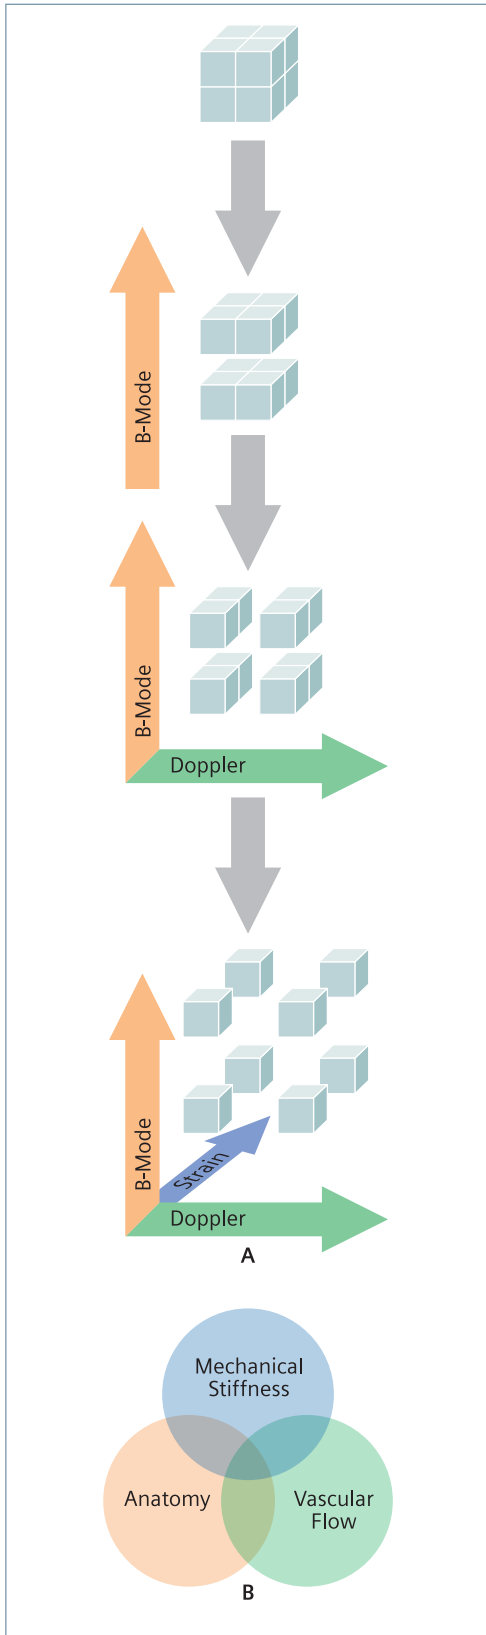 B-Mode
B-Mode
Doppler
B-Mode
Strain
Doppler
A
Mechanical
Stiffness
Anatomy
Vascular
Flow
B